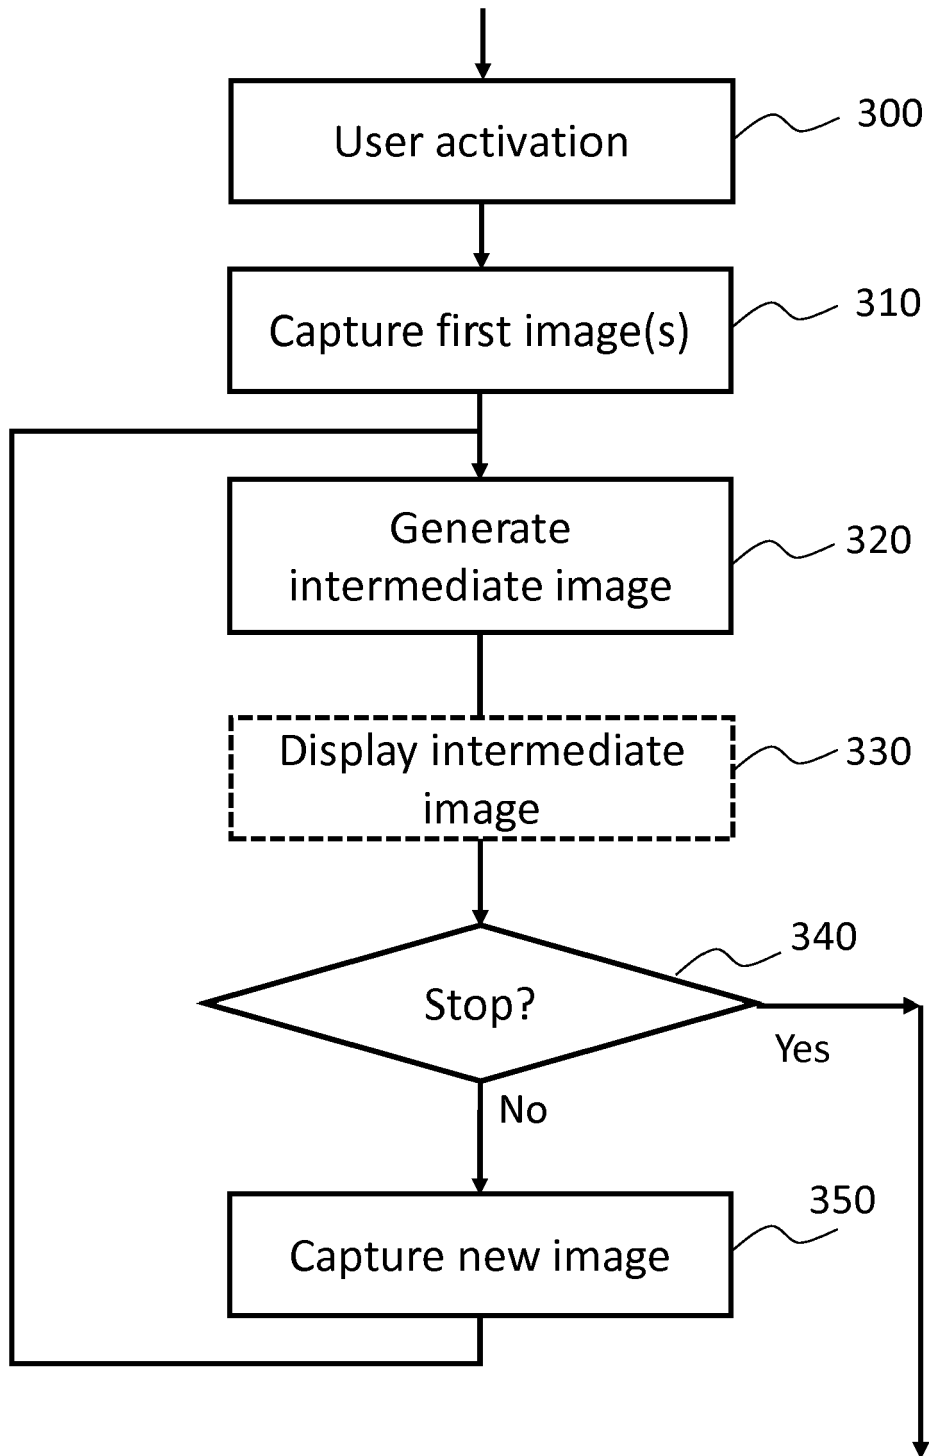 User activation
300
Capture first image(s)
310
Generate
intermediate image
320
Display intermediate
image
330
340
Stop?
Yes
No
350
Capture new image